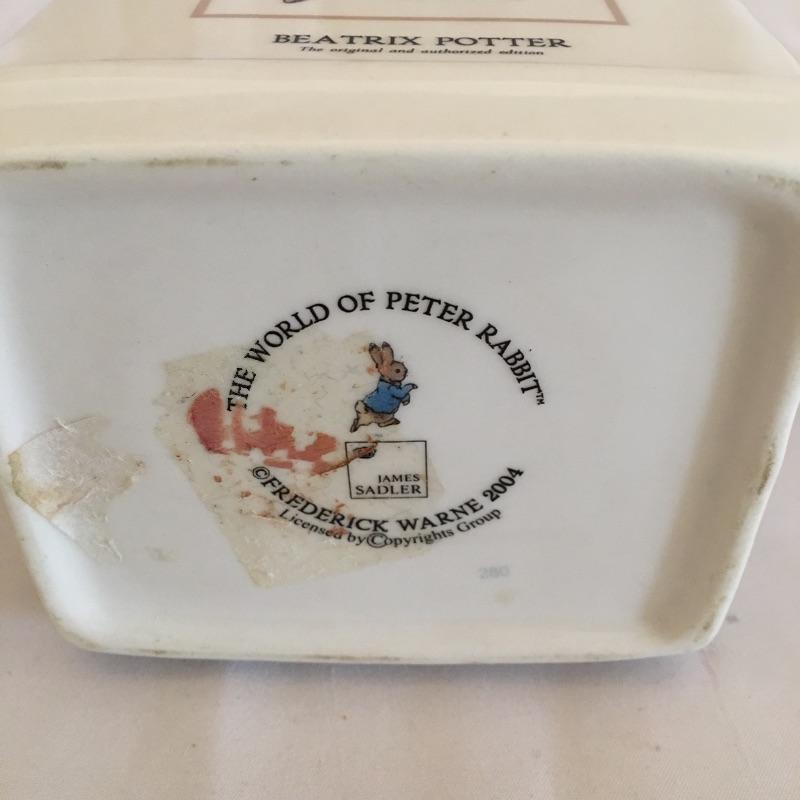 BEATRIX POTTER
The original and authorized edition
THE WORLD OF PETER RABBIT™
JAMES
SADLER
©FREDERICK WARNE 2004
Licensed by Copyrights Group
280